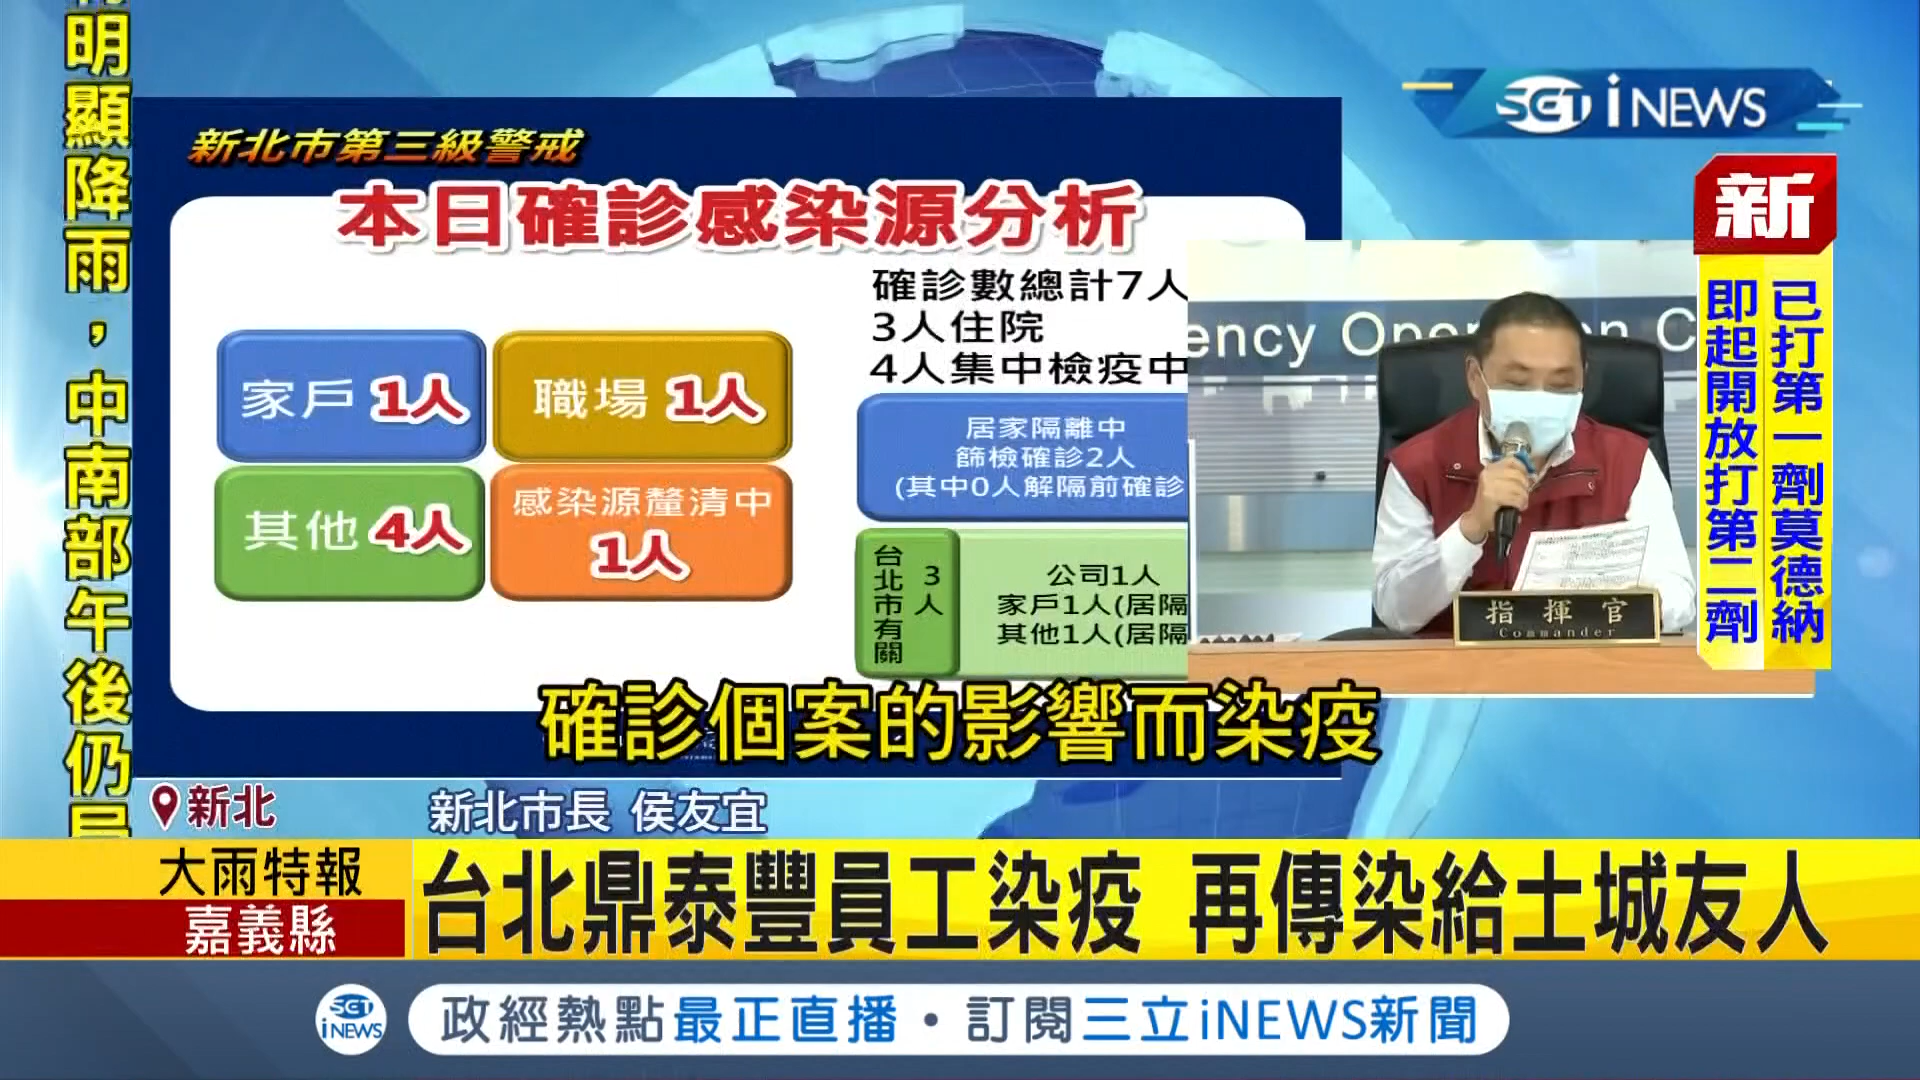 明顯降雨，中南部午後仍
SET iNEWS
新北市第三級警戒
本日確診感染源分析
確診數總計7人
3人住院
4人集中檢疫中
家戶 1人
職場 1人
其他 4人
感染源釐清中
1人
居家隔離中
篩檢確診2人
(其中0人解隔前確診
台北市有關
3人
公司1人
家戶1人(居隔
其他1人(居隔
ency Op
on C
指揮官
Commander
新
已打第一劑莫德納
即起開放打第二劑
確診個案的影響而染疫
新北
新北市長 侯友宜
大雨特報
嘉義縣
台北鼎泰豐員工染疫 再傳染給土城友人
SET iNEWS
政經熱點最正直播・訂閱三立iNEWS新聞